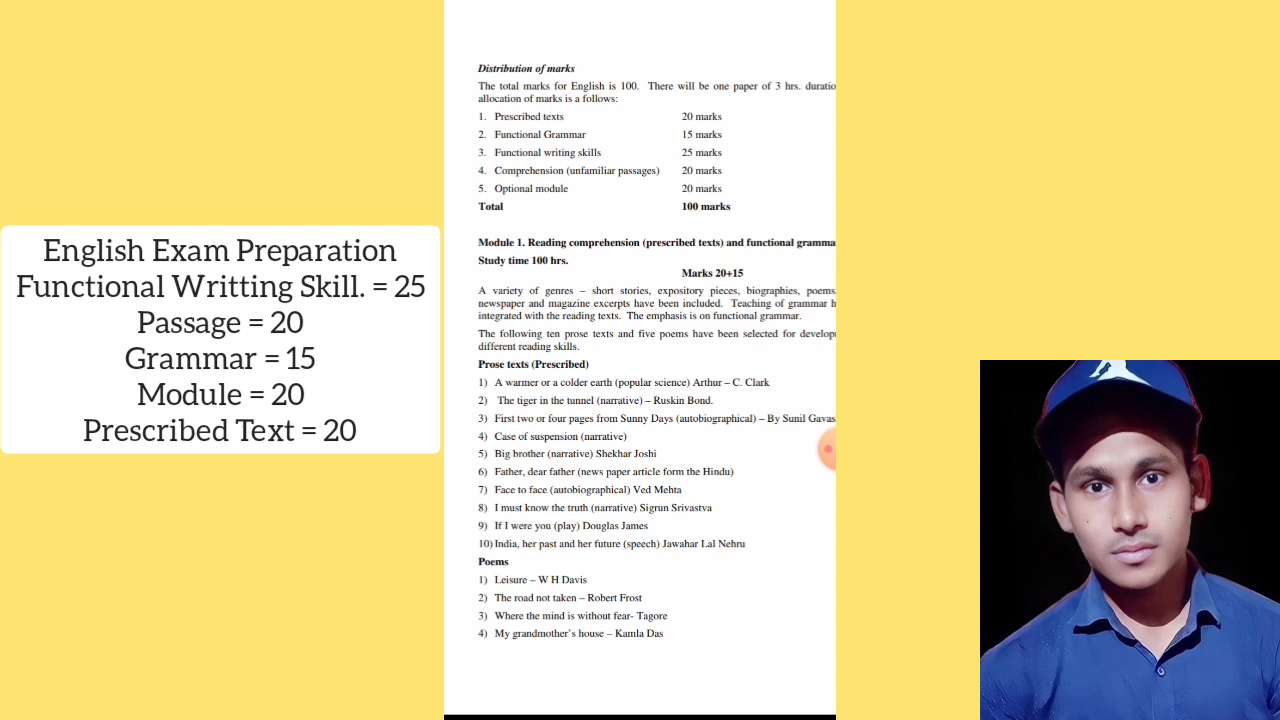 English Exam Preparation
Functional Writting Skill. = 25
Passage = 20
Grammar = 15
Module = 20
Prescribed Text = 20
Distribution of marks
The total marks for English is 100. There will be one paper of 3 hrs.
allocation of marks is a follows:
1. Prescribed texts 20 marks
2. Functional Grammar 15 marks
3. Functional writing skills 25 marks
4. Comprehension (unfamiliar passages) 20 marks
5. Optional module 20 marks
Total 100 marks
Module 1. Reading comprehension (prescribed texts) and functional
Study time 100 hrs.
Marks 20+15
A variety of genres – short stories, expository pieces, biographies, poems,
newspaper and magazine excerpts have been included. Teaching of grammar
integrated with the reading texts. The emphasis is on functional grammar.
The following ten prose texts and five poems have been selected for
different reading skills.
Prose texts (Prescribed)
1) A warmer or a colder earth (popular science) Arthur – C. Clark
2) The tiger in the tunnel (narrative) – Ruskin Bond.
3) First two or four pages from Sunny Days (autobiographical) – By Sunil
4) Case of suspension (narrative)
5) Big brother (narrative) Shekhar Joshi
6) Father, dear father (news paper article form the Hindu)
7) Face to face (autobiographical) Ved Mehta
8) I must know the truth (narrative) Sigrun Srivastva
9) If I were you (play) Douglas James
10) India, her past and her future (speech) Jawahar Lal Nehru
Poems
1) Leisure – W H Davis
2) The road not taken – Robert Frost
3) Where the mind is without fear- Tagore
4) My grandmother's house – Kamla Das